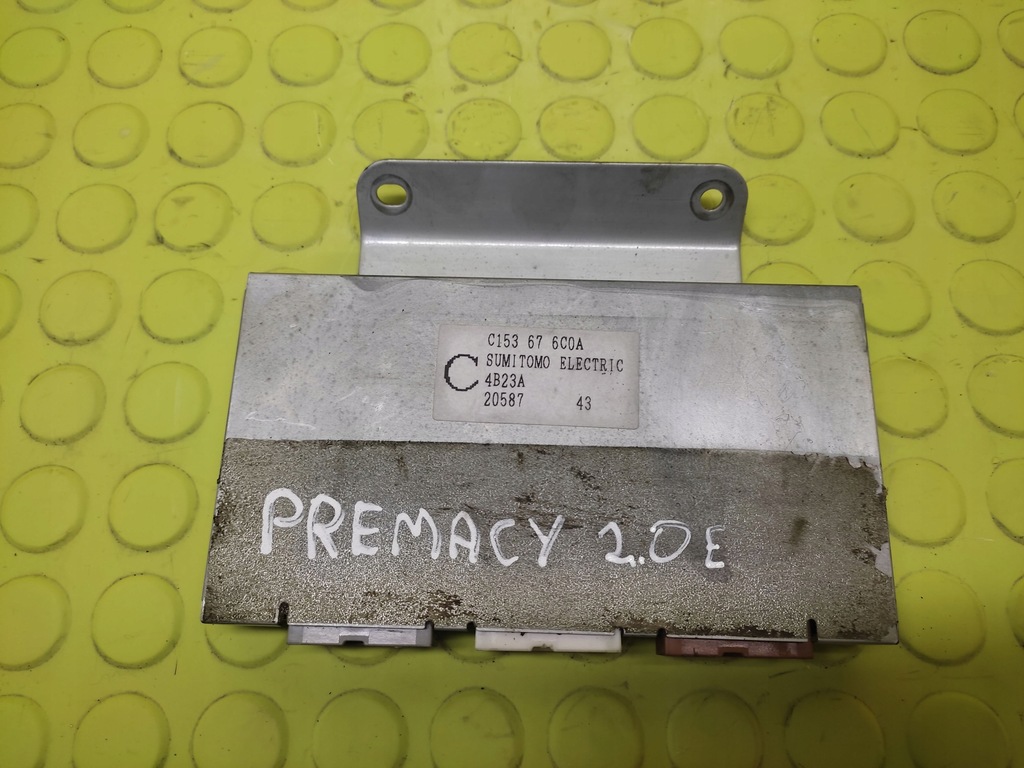 C153 67 6C0A
C SUMITOMO ELECTRIC
4B23A
20587 43
PREMACY 2.0E